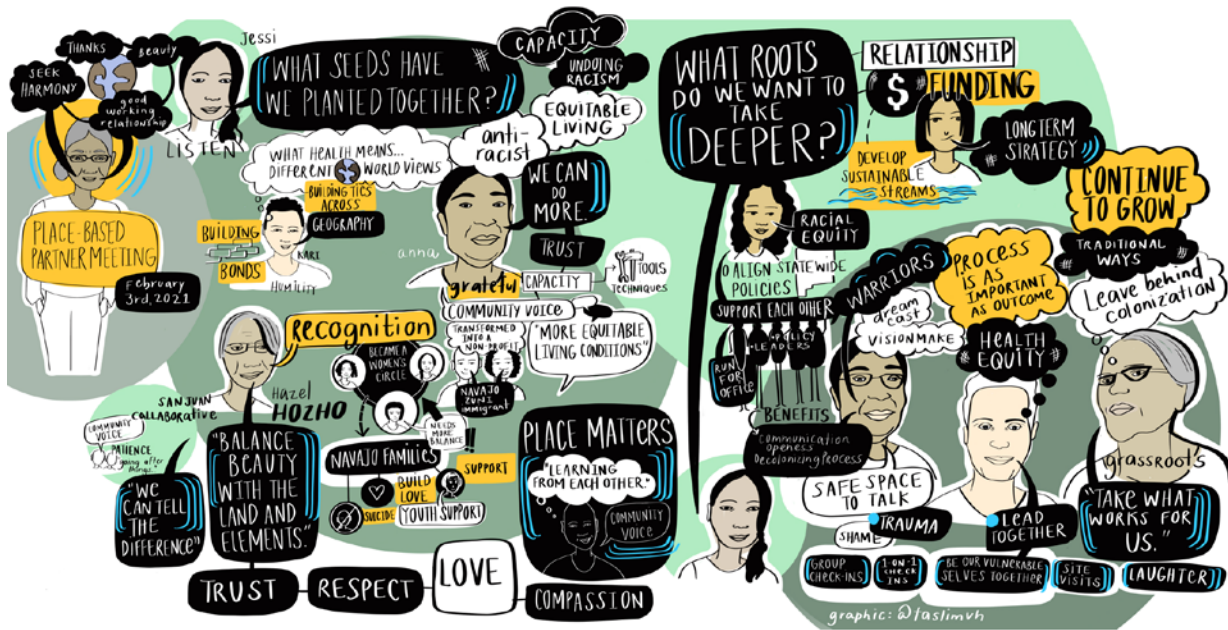 THANKS
Beauty
SEEK
HARMONY
good
working
relationship
PLACE-BASED
PARTNER MEETING
February
3rd, 2021
Jessi
LISTEN
WHAT SEEDS HAVE
WE PLANTED TOGETHER?
CAPACITY
UNDOING
RACISM
EQUITABLE
LIVING
anti-
racist
WHAT HEALTH MEANS...
DIFFERENT WORLD VIEWS
BUILDING TIES
ACROSS
GEOGRAPHY
BUILDING
BONDS
KARI
HUMILITY
anna
WE CAN
DO
MORE.
TRUST
grateful
CAPACITY
TOOLS
TECHNIQUES
COMMUNITY VOICE
TRANSFORMED
INTO A
NON-PROFIT
"MORE EQUITABLE
LIVING CONDITIONS"
NAVAJO
ZUNI
immigrant
Recognition
BECAME A
WOMEN'S
CIRCLE
NEEDS
MORE
BALANCE
!!
SAN JUAN
COLLABORATIVE
Hazel
HOZHO
COMMUNITY
VOICE
PATIENCE
"going after
things."
"WE
CAN TELL
THE
DIFFERENCE"
"BALANCE
BEAUTY
WITH THE
LAND AND
ELEMENTS."
NAVAJO FAMILIES
SUPPORT
BUILD
LOVE
SUICIDE
YOUTH SUPPORT
PLACE MATTERS
"LEARNING
FROM EACH OTHER."
COMMUNITY
VOICE
TRUST
RESPECT
LOVE
COMPASSION
WHAT ROOTS
DO WE WANT TO
TAKE
DEEPER?
RELATIONSHIP
$
FUNDING
LONG TERM
STRATEGY
DEVELOP
SUSTAINABLE
STREAMS
CONTINUE
TO GROW
RACIAL
EQUITY
TO ALIGN STATEWIDE
POLICIES
SUPPORT EACH OTHER
POLICY
LEADERS
RUN
FOR
OFFICE
BENEFITS
"Communication
openess
Decolonizing Process
WARRIORS
dream
cast
VISIONMAKE
PROCESS
IS AS
IMPORTANT
AS OUTCOME
HEALTH
EQUITY
TRADITIONAL
WAYS
Leave behind
colonization
grassroots
SAFE SPACE
TO TALK
TRAUMA
SHAME
LEAD
TOGETHER
"TAKE WHAT
WORKS FOR
US."
GROUP
CHECK-INS
1-ON-1
CHECK
INS
BE OUR VULNERABLE
SELVES TOGETHER
SITE
VISITS
LAUGHTER
graphic: @taslimvh